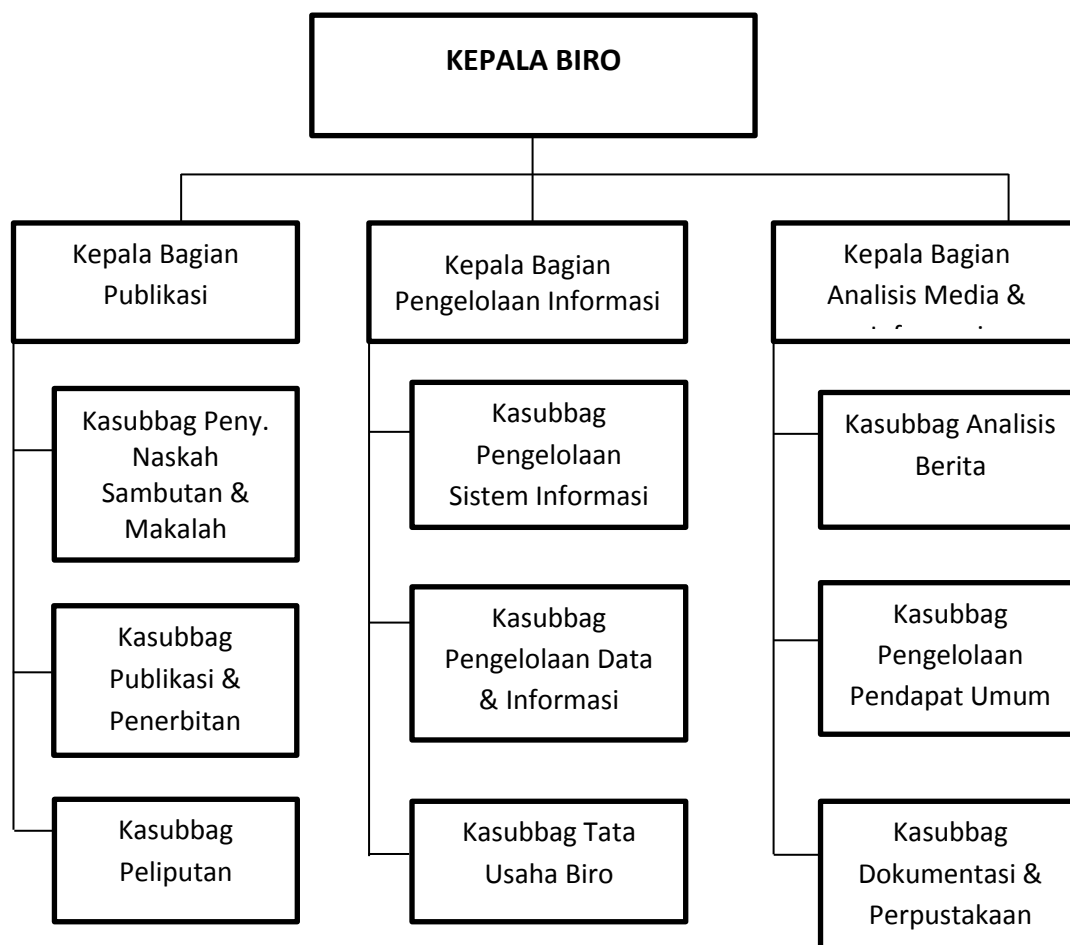 KEPALA BIRO
Kepala Bagian
Publikasi
Kepala Bagian
Pengelolaan Informasi
Kepala Bagian
Analisis Media &
Kasubbag Peny.
Naskah
Sambutan &
Makalah
Kasubbag
Publikasi &
Penerbitan
Kasubbag
Peliputan
Kasubbag
Pengelolaan
Sistem Informasi
Kasubbag
Pengelolaan Data
& Informasi
Kasubbag Tata
Usaha Biro
Kasubbag Analisis
Berita
Kasubbag
Pengelolaan
Pendapat Umum
Kasubbag
Dokumentasi &
Perpustakaan